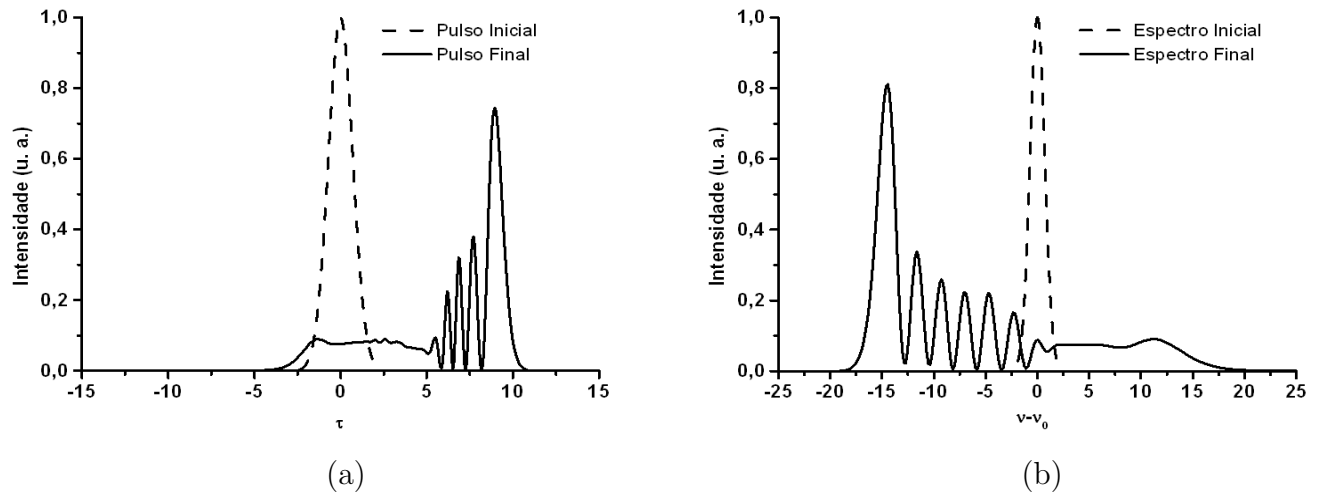 Pulso Inicial
Pulso Final
Intensidade (u. a.)
1,0
0,8
0,6
0,4
0,2
0,0
-15 -10 -5 0 5 10 15
τ
(a)
Espectro Inicial
Espectro Final
Intensidade (u. a.)
1,0
0,8
0,6
0,4
0,2
0,0
-25 -20 -15 -10 -5 0 5 10 15 20 25
ν-ν₀
(b)